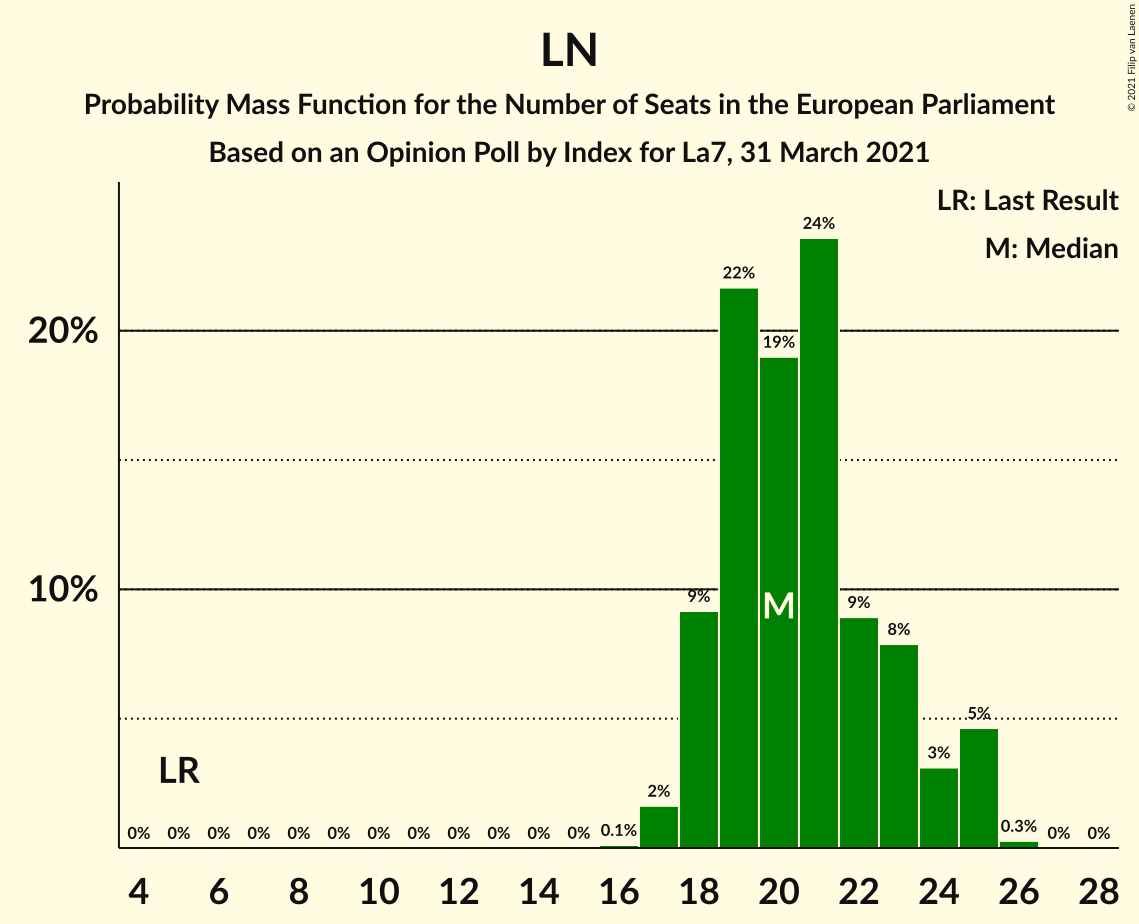 LN
Probability Mass Function for the Number of Seats in the European Parliament
Based on an Opinion Poll by Index for La7, 31 March 2021
© 2021 Filip van Laenen
LR: Last Result
M: Median
24%
22%
20%
19%
10%
9%
M
9%
8%
5%
LR
3%
2%
0% 0% 0% 0% 0% 0% 0% 0% 0% 0% 0% 0% 0.1% 0.3% 0% 0%
4 6 8 10 12 14 16 18 20 22 24 26 28